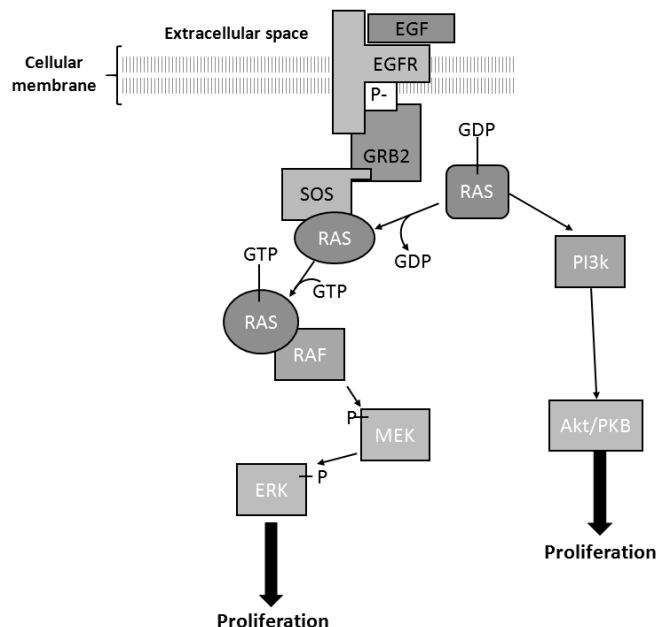 EGF
Extracellular space
EGFR
Cellular
membrane
P-
GRB2
GDP
RAS
SOS
RAS
GDP
PI3k
GTP
GTP
RAS
RAF
P
MEK
Akt/PKB
P
ERK
Proliferation
Proliferation